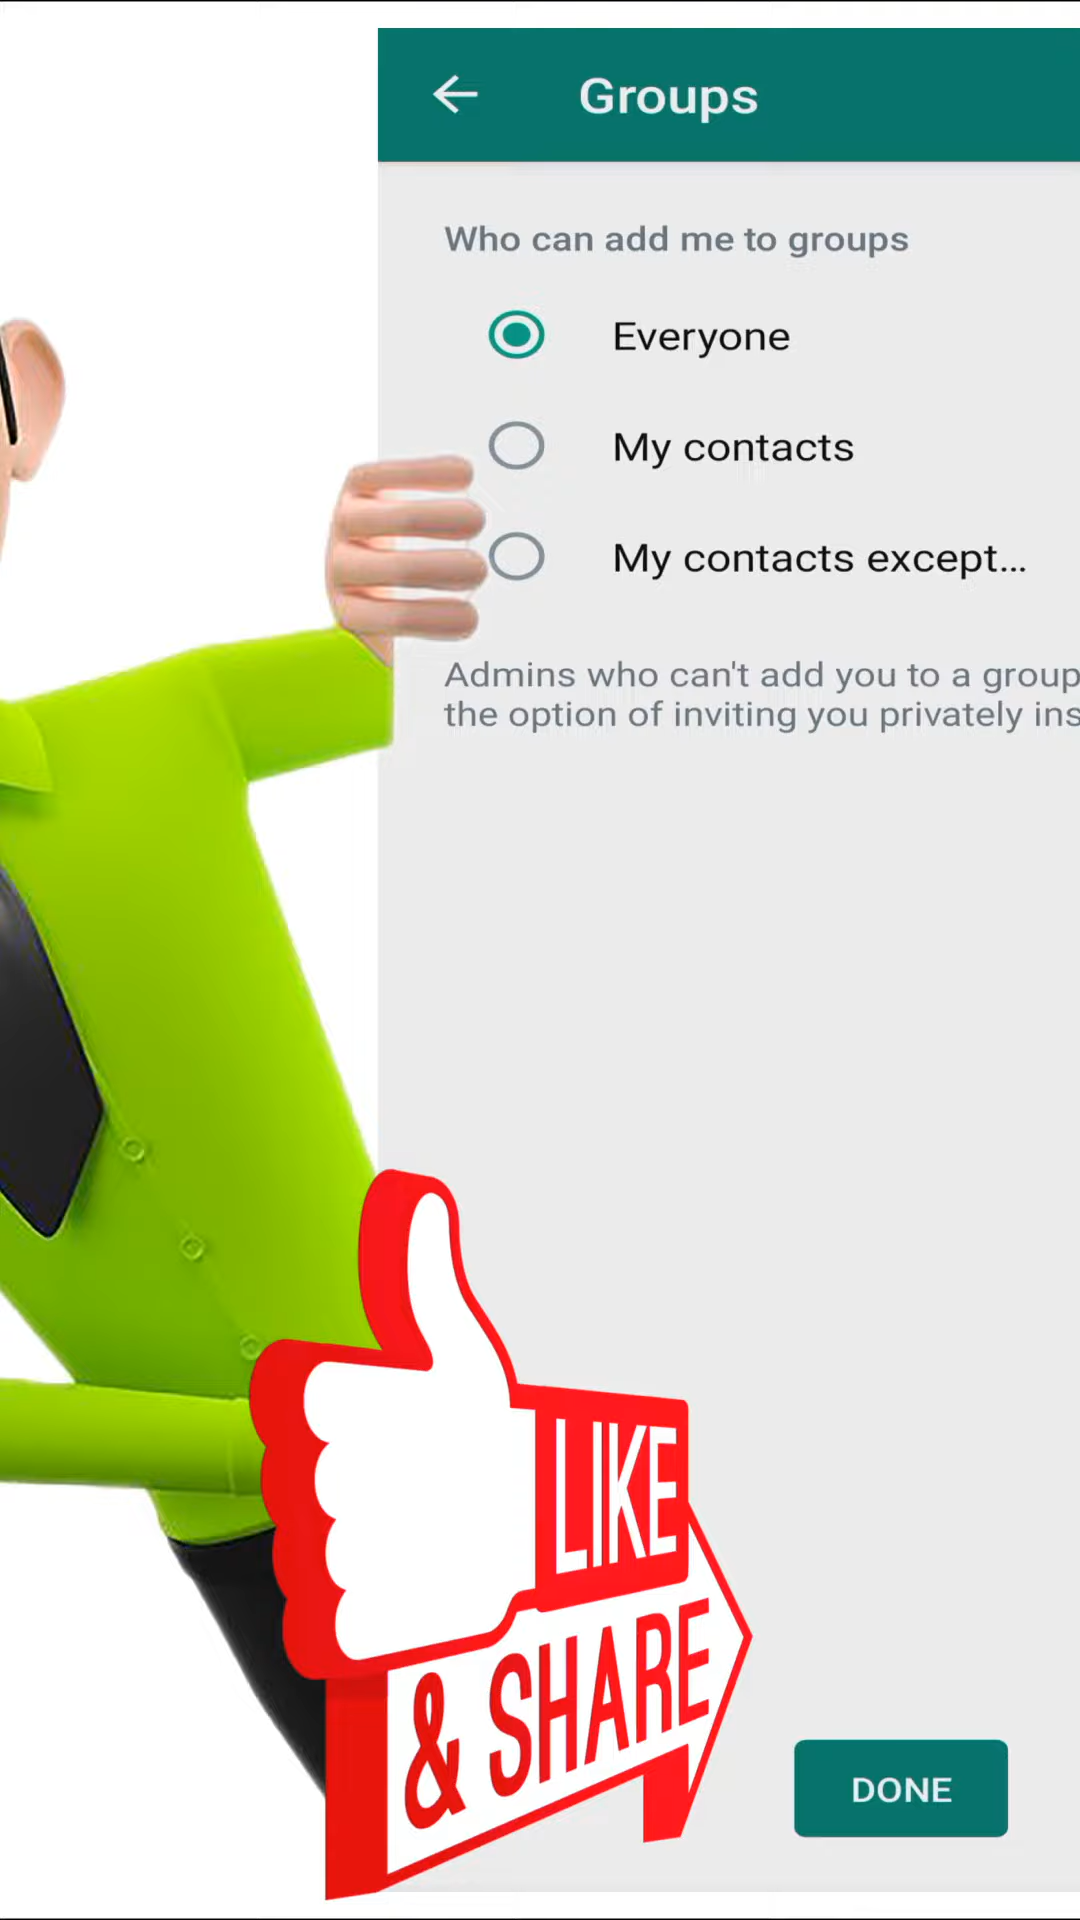 Groups
Who can add me to groups
Everyone
My contacts
My contacts except...
Admins who can't add you to a group
the option of inviting you privately
LIKE
& SHARE
DONE